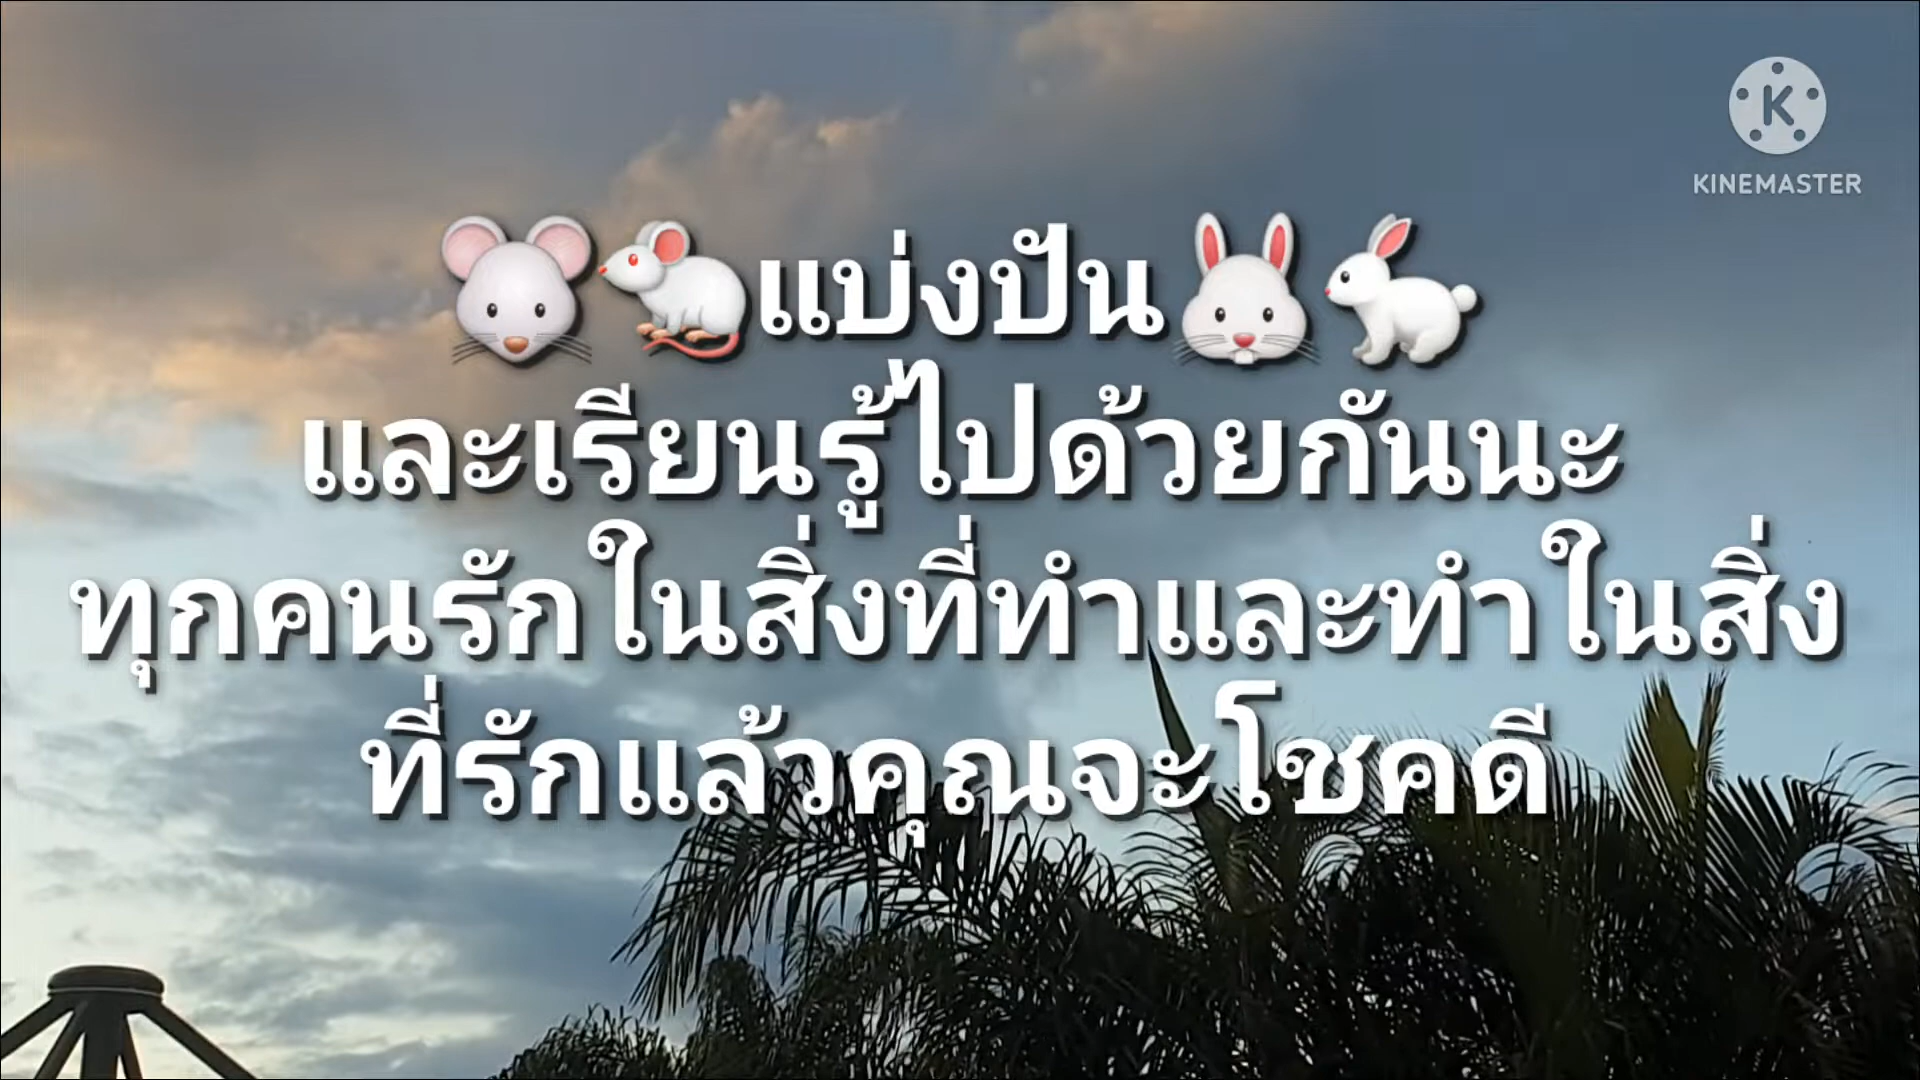 KINEMASTER
🐭🐁แบ่งปัน🐰🐇
และเรียนรู้ไปด้วยกันนะ
ทุกคนรักในสิ่งที่ทำและทำในสิ่ง
ที่รักแล้วคุณจะโชคดี